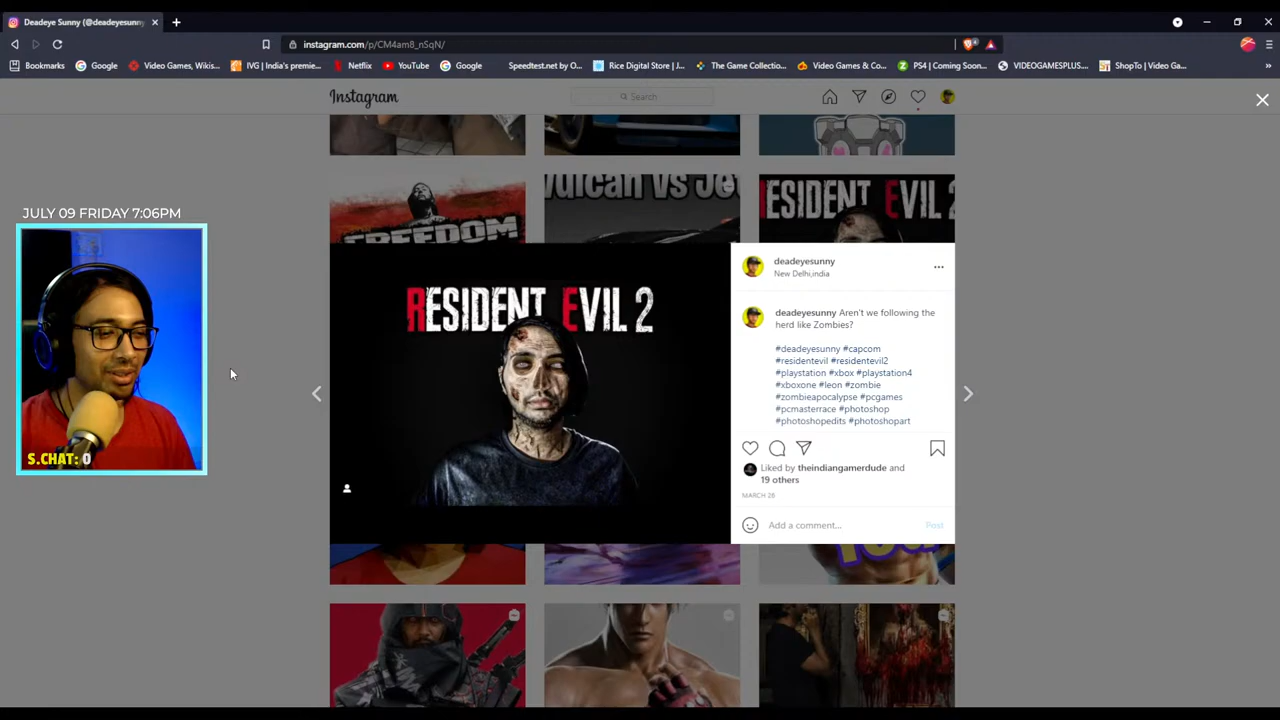 Deadeye Sunny (@deadeyesunny
instagram.com/p/CM4am8_nSqN/
Bookmarks
Google
Video Games, Wikis...
IVG | India's premie...
Netflix
YouTube
Google
Speedtest.net by O...
Rice Digital Store | J...
The Game Collectio...
Video Games & Co...
PS4 | Coming Soon...
VIDEOGAMESPLUS...
ShopTo | Video Ga...
»
Instagram
Search
JULY 09 FRIDAY 7:06PM
S.CHAT: 0
FREEDOM
Vulcan vs Je
RESIDENT EVIL 2
RESIDENT EVIL 2
deadeyesunny
New Delhi,india
deadeyesunny Aren't we following the
herd like Zombies?
#deadeyesunny #capcom
#residentevil #residentevil2
#playstation #xbox #playstation4
#xboxone #leon #zombie
#zombieapocalypse #pcgames
#pcmasterrace #photoshop
#photoshopedits #photoshopart
Liked by theindiangamerdude and
19 others
MARCH 26
Add a comment...
Post
YOU